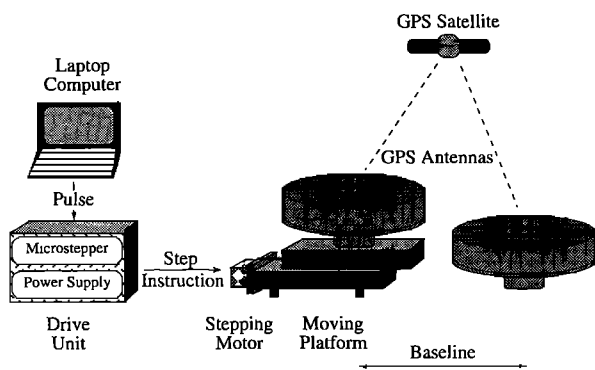 GPS Satellite
Laptop
Computer
GPS Antennas
Pulse
Microstepper
Power Supply
Step
Instruction
Drive
Unit
Stepping
Motor
Moving
Platform
Baseline